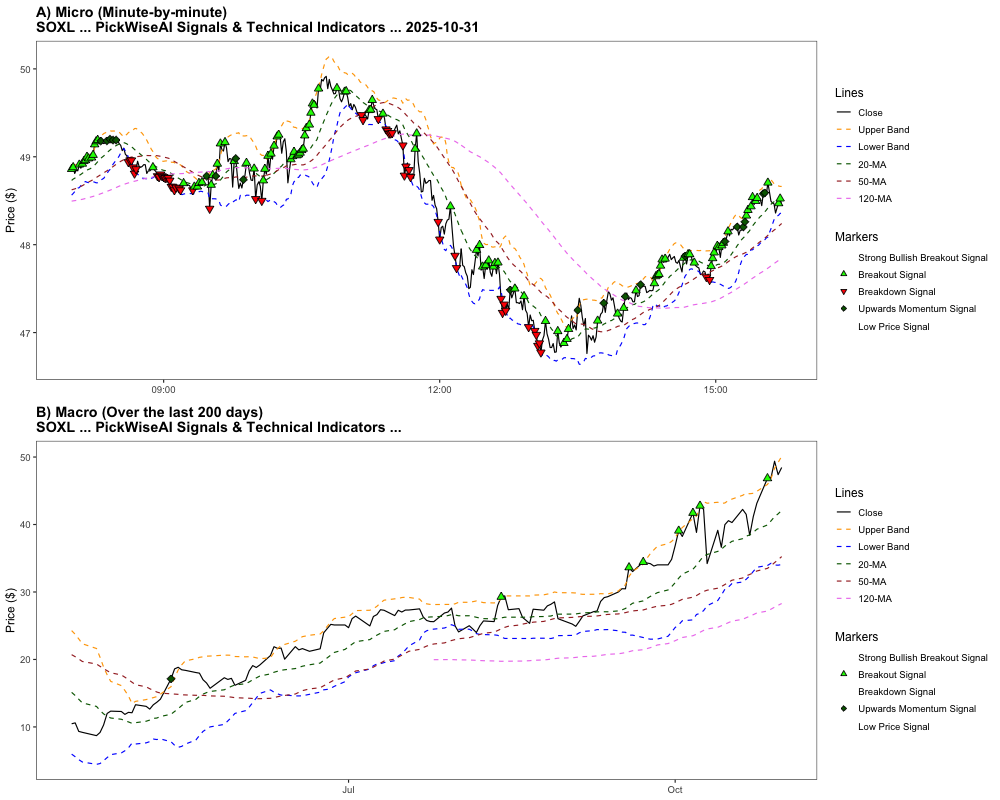 A) Micro (Minute-by-minute)
SOXL ... PickWiseAI Signals & Technical Indicators ... 2025-10-31
Price ($)
50
49
48
47
09:00
12:00
15:00
Lines
Close
Upper Band
Lower Band
20-MA
50-MA
120-MA
Markers
Strong Bullish Breakout Signal
Breakout Signal
Breakdown Signal
Upwards Momentum Signal
Low Price Signal
B) Macro (Over the last 200 days)
SOXL ... PickWiseAI Signals & Technical Indicators ...
Price ($)
50
40
30
20
10
Jul
Oct
Lines
Close
Upper Band
Lower Band
20-MA
50-MA
120-MA
Markers
Strong Bullish Breakout Signal
Breakout Signal
Breakdown Signal
Upwards Momentum Signal
Low Price Signal